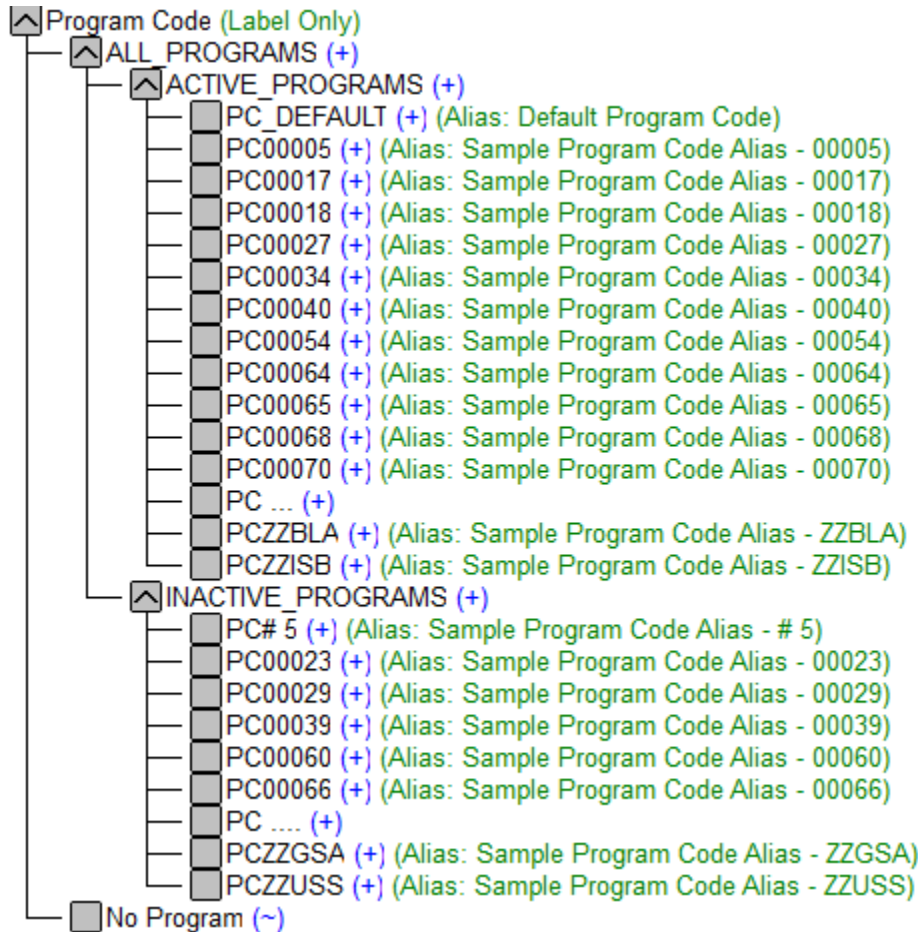 Program Code (Label Only)
ALL_PROGRAMS (+)
ACTIVE_PROGRAMS (+)
PC_DEFAULT (+) (Alias: Default Program Code)
PC00005 (+) (Alias: Sample Program Code Alias - 00005)
PC00017 (+) (Alias: Sample Program Code Alias - 00017)
PC00018 (+) (Alias: Sample Program Code Alias - 00018)
PC00027 (+) (Alias: Sample Program Code Alias - 00027)
PC00034 (+) (Alias: Sample Program Code Alias - 00034)
PC00040 (+) (Alias: Sample Program Code Alias - 00040)
PC00054 (+) (Alias: Sample Program Code Alias - 00054)
PC00064 (+) (Alias: Sample Program Code Alias - 00064)
PC00065 (+) (Alias: Sample Program Code Alias - 00065)
PC00068 (+) (Alias: Sample Program Code Alias - 00068)
PC00070 (+) (Alias: Sample Program Code Alias - 00070)
PC ... (+)
PCZZBLA (+) (Alias: Sample Program Code Alias - ZZBLA)
PCZZISB (+) (Alias: Sample Program Code Alias - ZZISB)
INACTIVE_PROGRAMS (+)
PC# 5 (+) (Alias: Sample Program Code Alias - # 5)
PC00023 (+) (Alias: Sample Program Code Alias - 00023)
PC00029 (+) (Alias: Sample Program Code Alias - 00029)
PC00039 (+) (Alias: Sample Program Code Alias - 00039)
PC00060 (+) (Alias: Sample Program Code Alias - 00060)
PC00066 (+) (Alias: Sample Program Code Alias - 00066)
PC .... (+)
PCZZGSA (+) (Alias: Sample Program Code Alias - ZZGSA)
PCZZUSS (+) (Alias: Sample Program Code Alias - ZZUSS)
No Program (~)